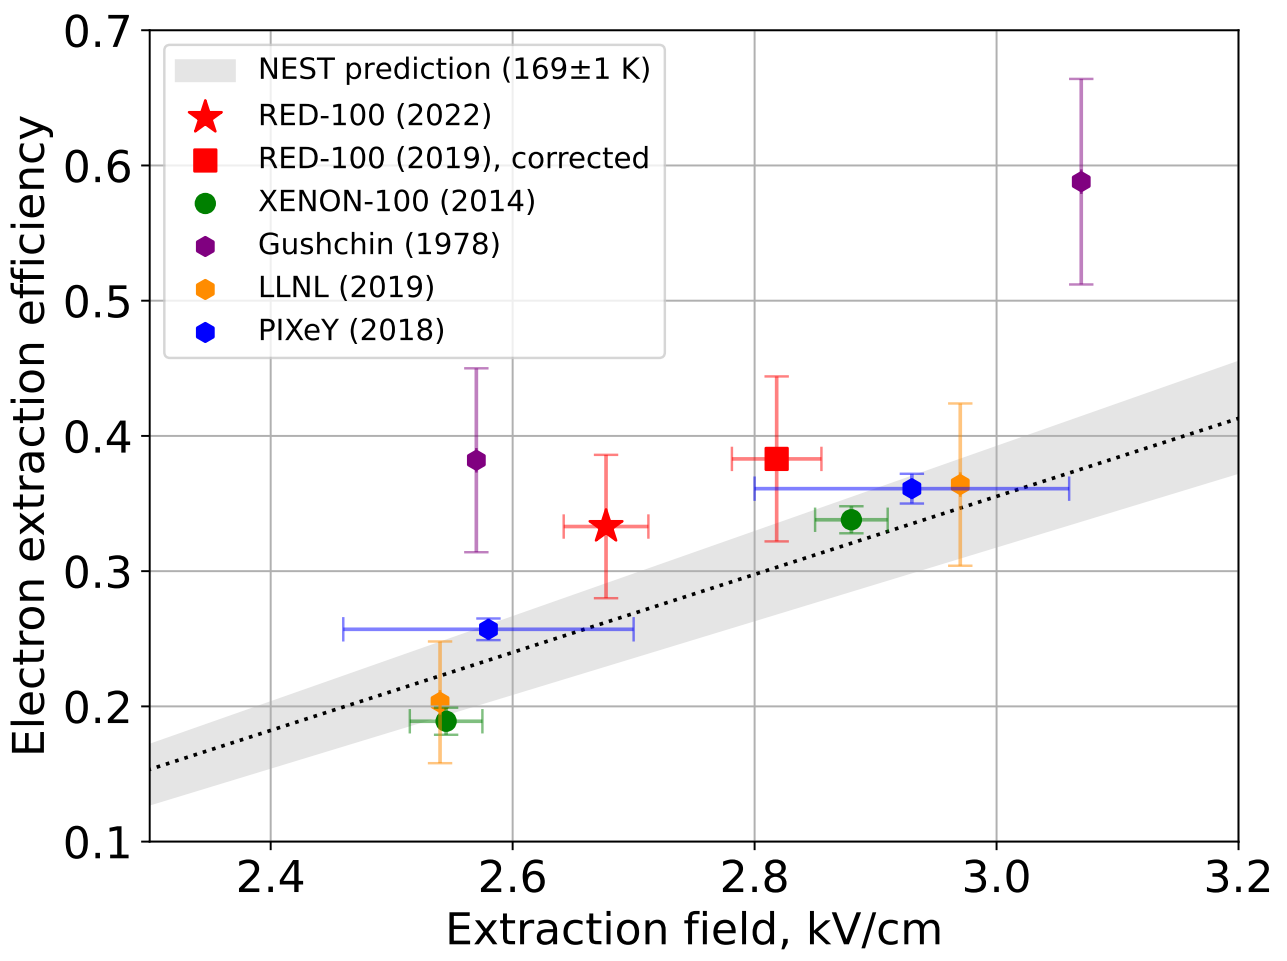 0.7
0.6
0.5
0.4
0.3
0.2
0.1
Electron extraction efficiency
NEST prediction (169±1 K)
RED-100 (2022)
RED-100 (2019), corrected
XENON-100 (2014)
Gushchin (1978)
LLNL (2019)
PIXeY (2018)
2.4 2.6 2.8 3.0 3.2
Extraction field, kV/cm